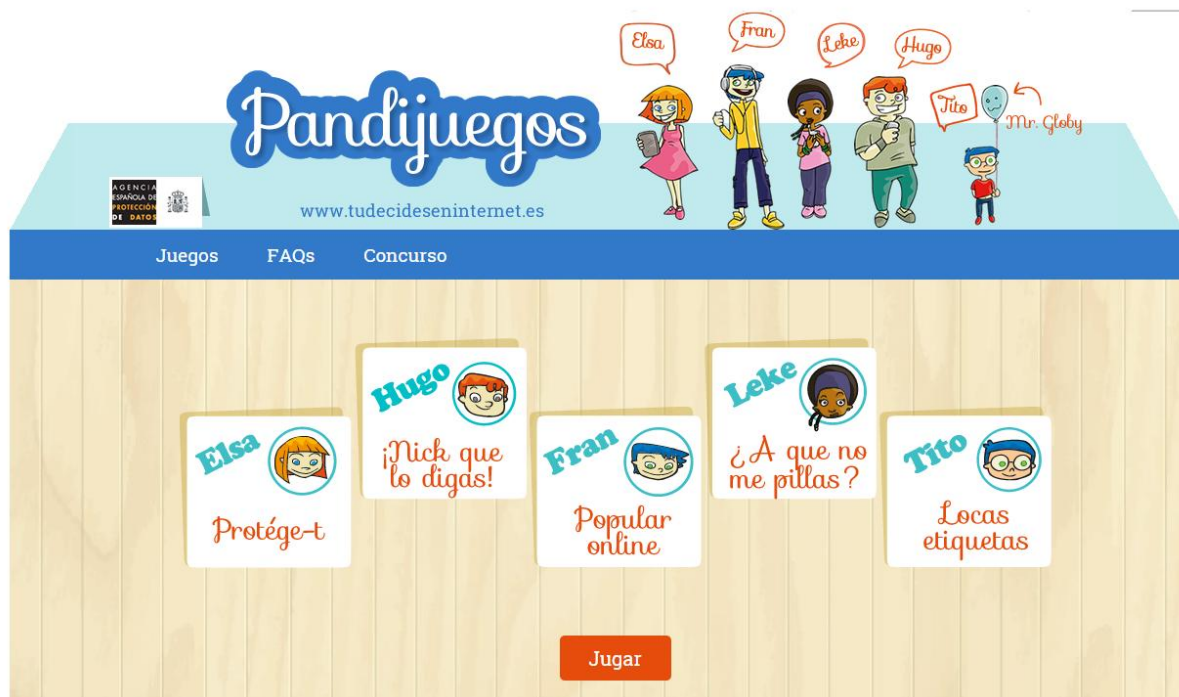 Elsa
Fran
Leke
Hugo
Tito
Mr. Globy
Pandijuegos
AGENCIA
ESPAÑOLA DE
PROTECCIÓN
DE DATOS
www.tudecideseninternet.es
Juegos FAQs Concurso
Elsa
Protége-t
Hugo
¡Nick que
lo digas!
Fran
Popular
online
Leke
¿A que no
me pillas?
Tito
Locas
etiquetas
Jugar